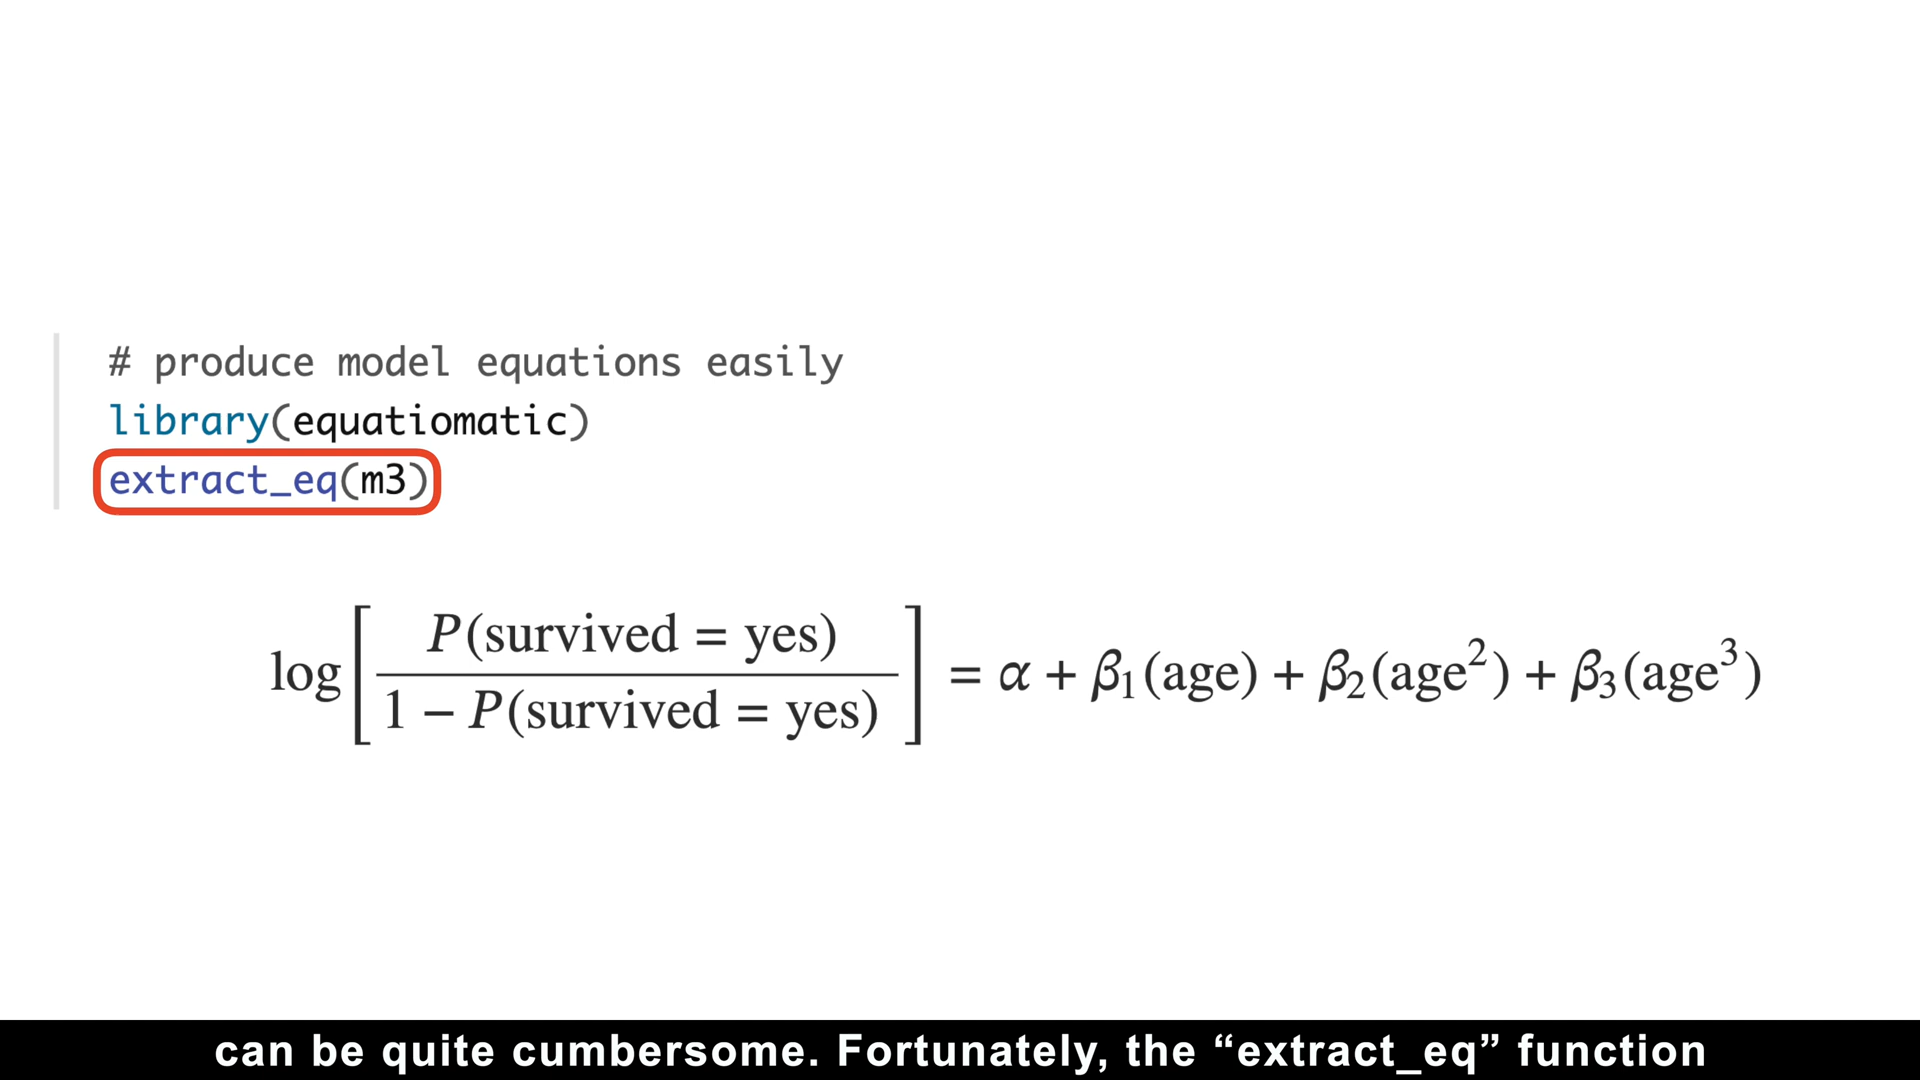 # produce model equations easily
library(equatiomatic)
extract_eq(m3)
log[ P(survived = yes) / 1 − P(survived = yes) ] = α + β₁(age) + β₂(age²) + β₃(age³)
can be quite cumbersome. Fortunately, the “extract_eq” function